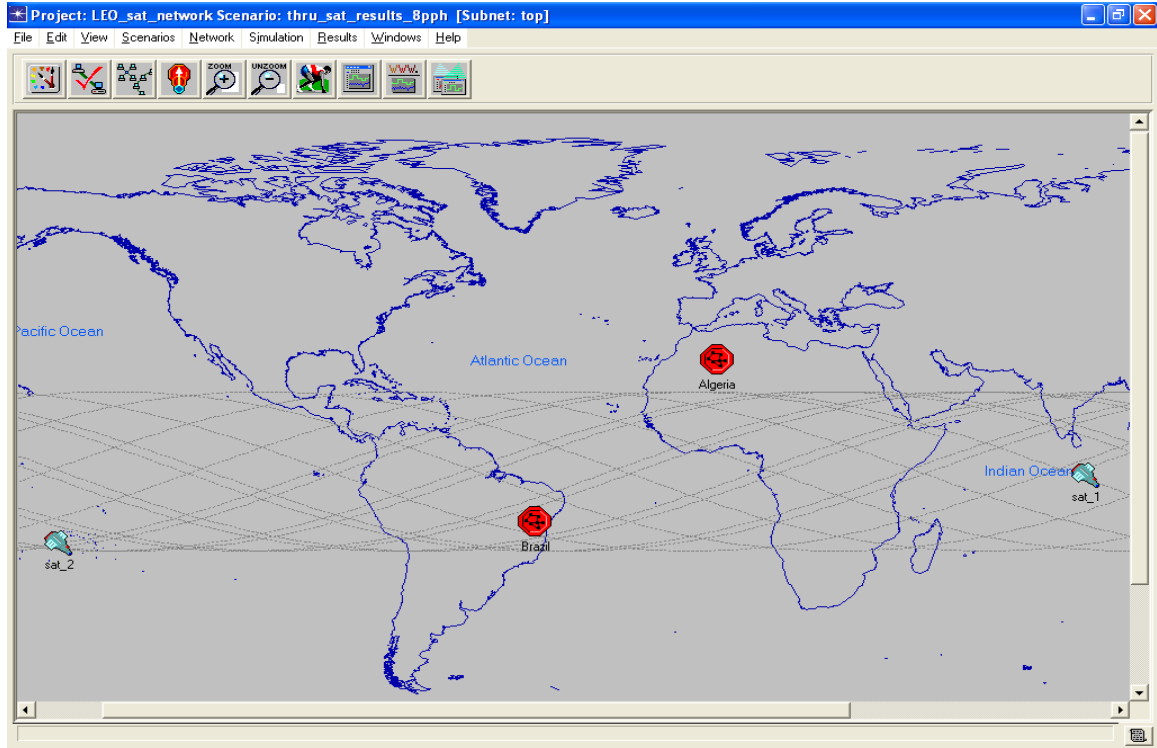 Project: LEO_sat_network Scenario: thru_sat_results_8pph [Subnet: top]
File Edit View Scenarios Network Simulation Results Windows Help
ZOOM UNZOOM
Pacific Ocean
Atlantic Ocean
Algeria
Indian Ocean
sat_1
Brazil
sat_2